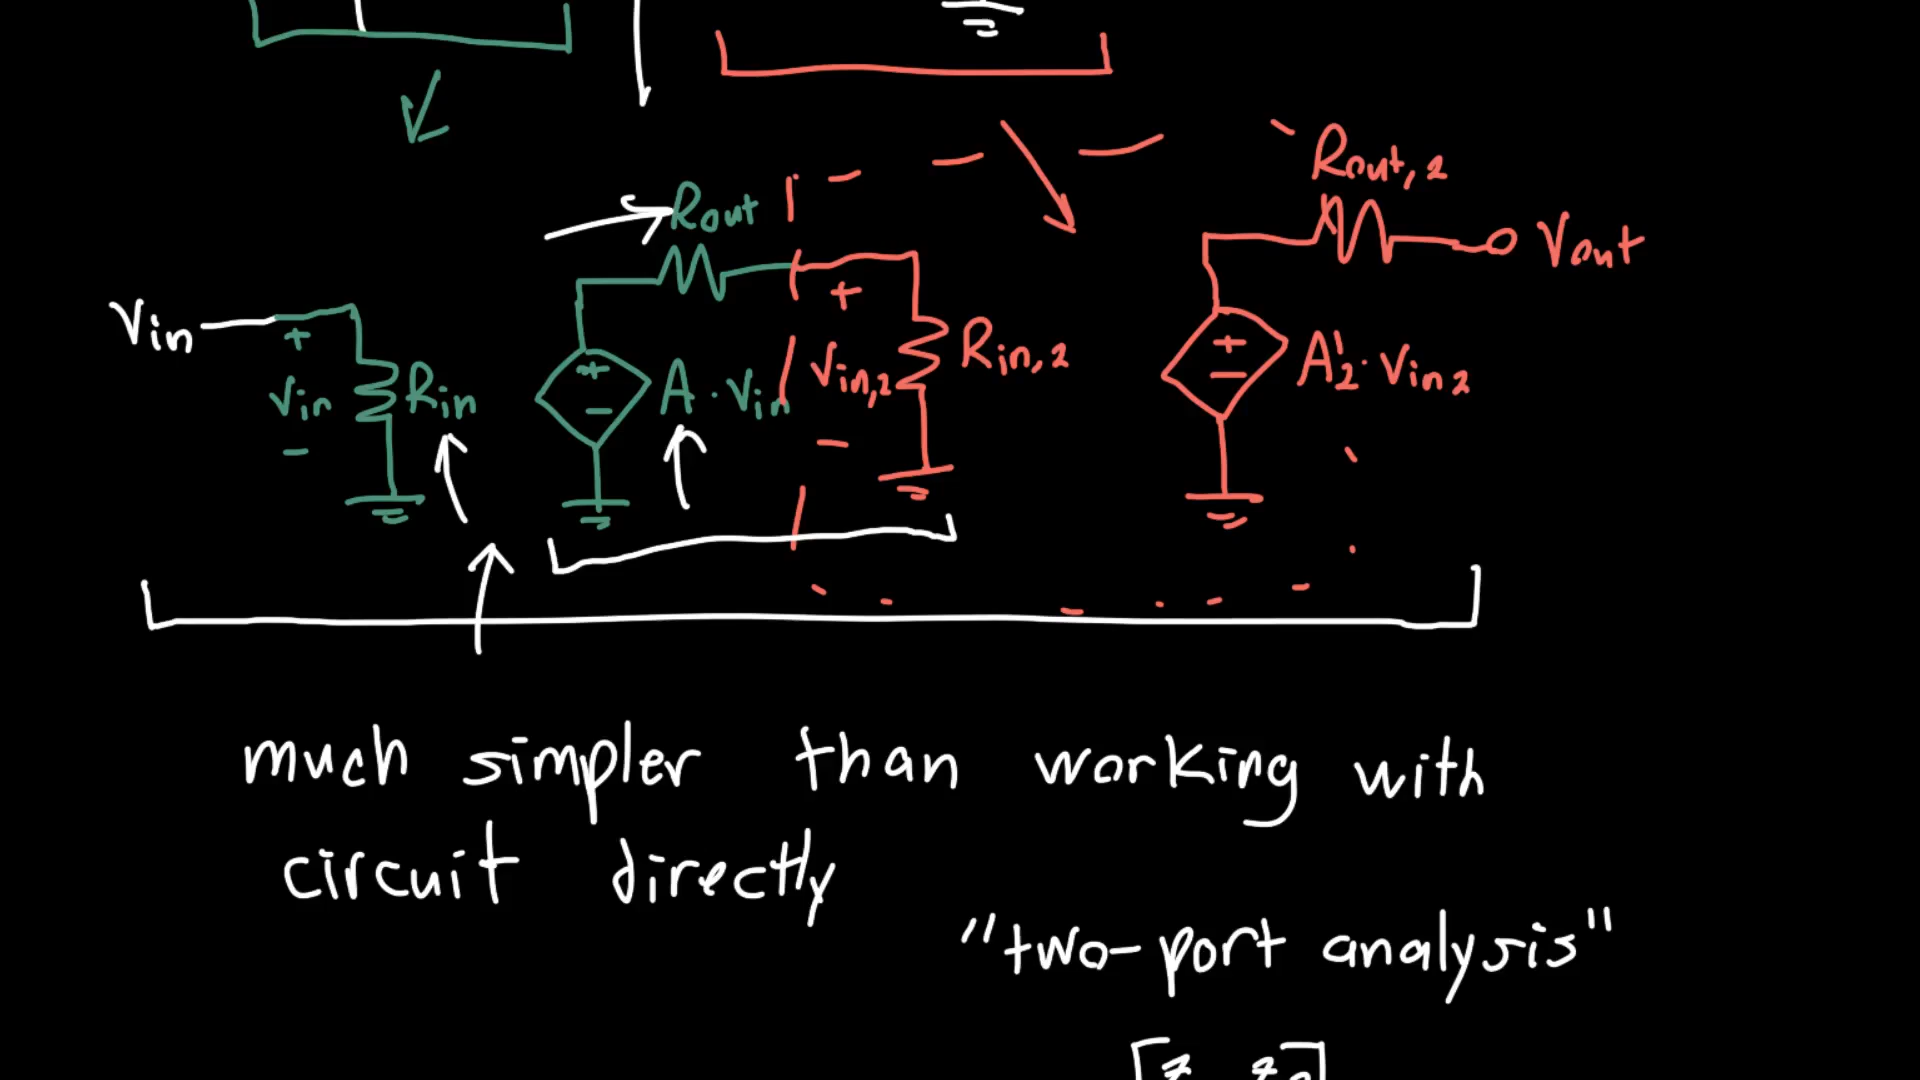 Rout,2
Rout
Vout
+
Vin
+
Vin
-
Rin
+
-
A · Vin
Vin,2
-
Rin,2
+
-
A2' · Vin2
much simpler than working with
circuit directly
"two-port analysis"